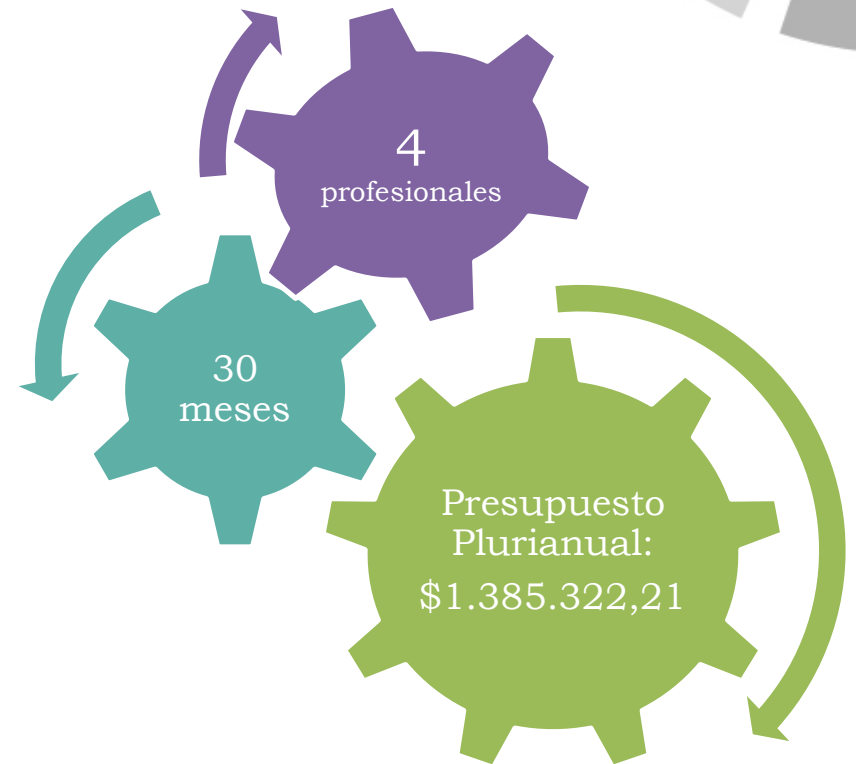 4
profesionales
30
meses
Presupuesto
Plurianual:
$1.385.322,21